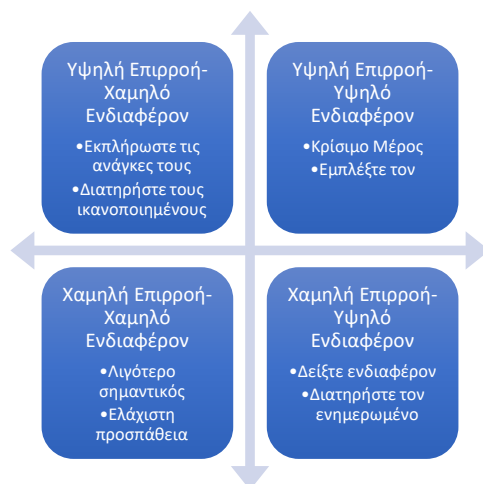 Υψηλή Επιρροή-
Χαμηλό
Ενδιαφέρον
•Εκπλήρωστε τις
ανάγκες τους
•Διατηρήστε τους
ικανοποιημένους
Υψηλή Επιρροή-
Υψηλό
Ενδιαφέρον
•Κρίσιμο Μέρος
•Εμπλέξτε τον
Χαμηλή Επιρροή-
Χαμηλό
Ενδιαφέρον
•Λιγότερο
σημαντικός
•Ελάχιστη
προσπάθεια
Χαμηλή Επιρροή-
Υψηλό
Ενδιαφέρον
•Δείξτε ενδιαφέρον
•Διατηρήστε τον
ενημερωμένο